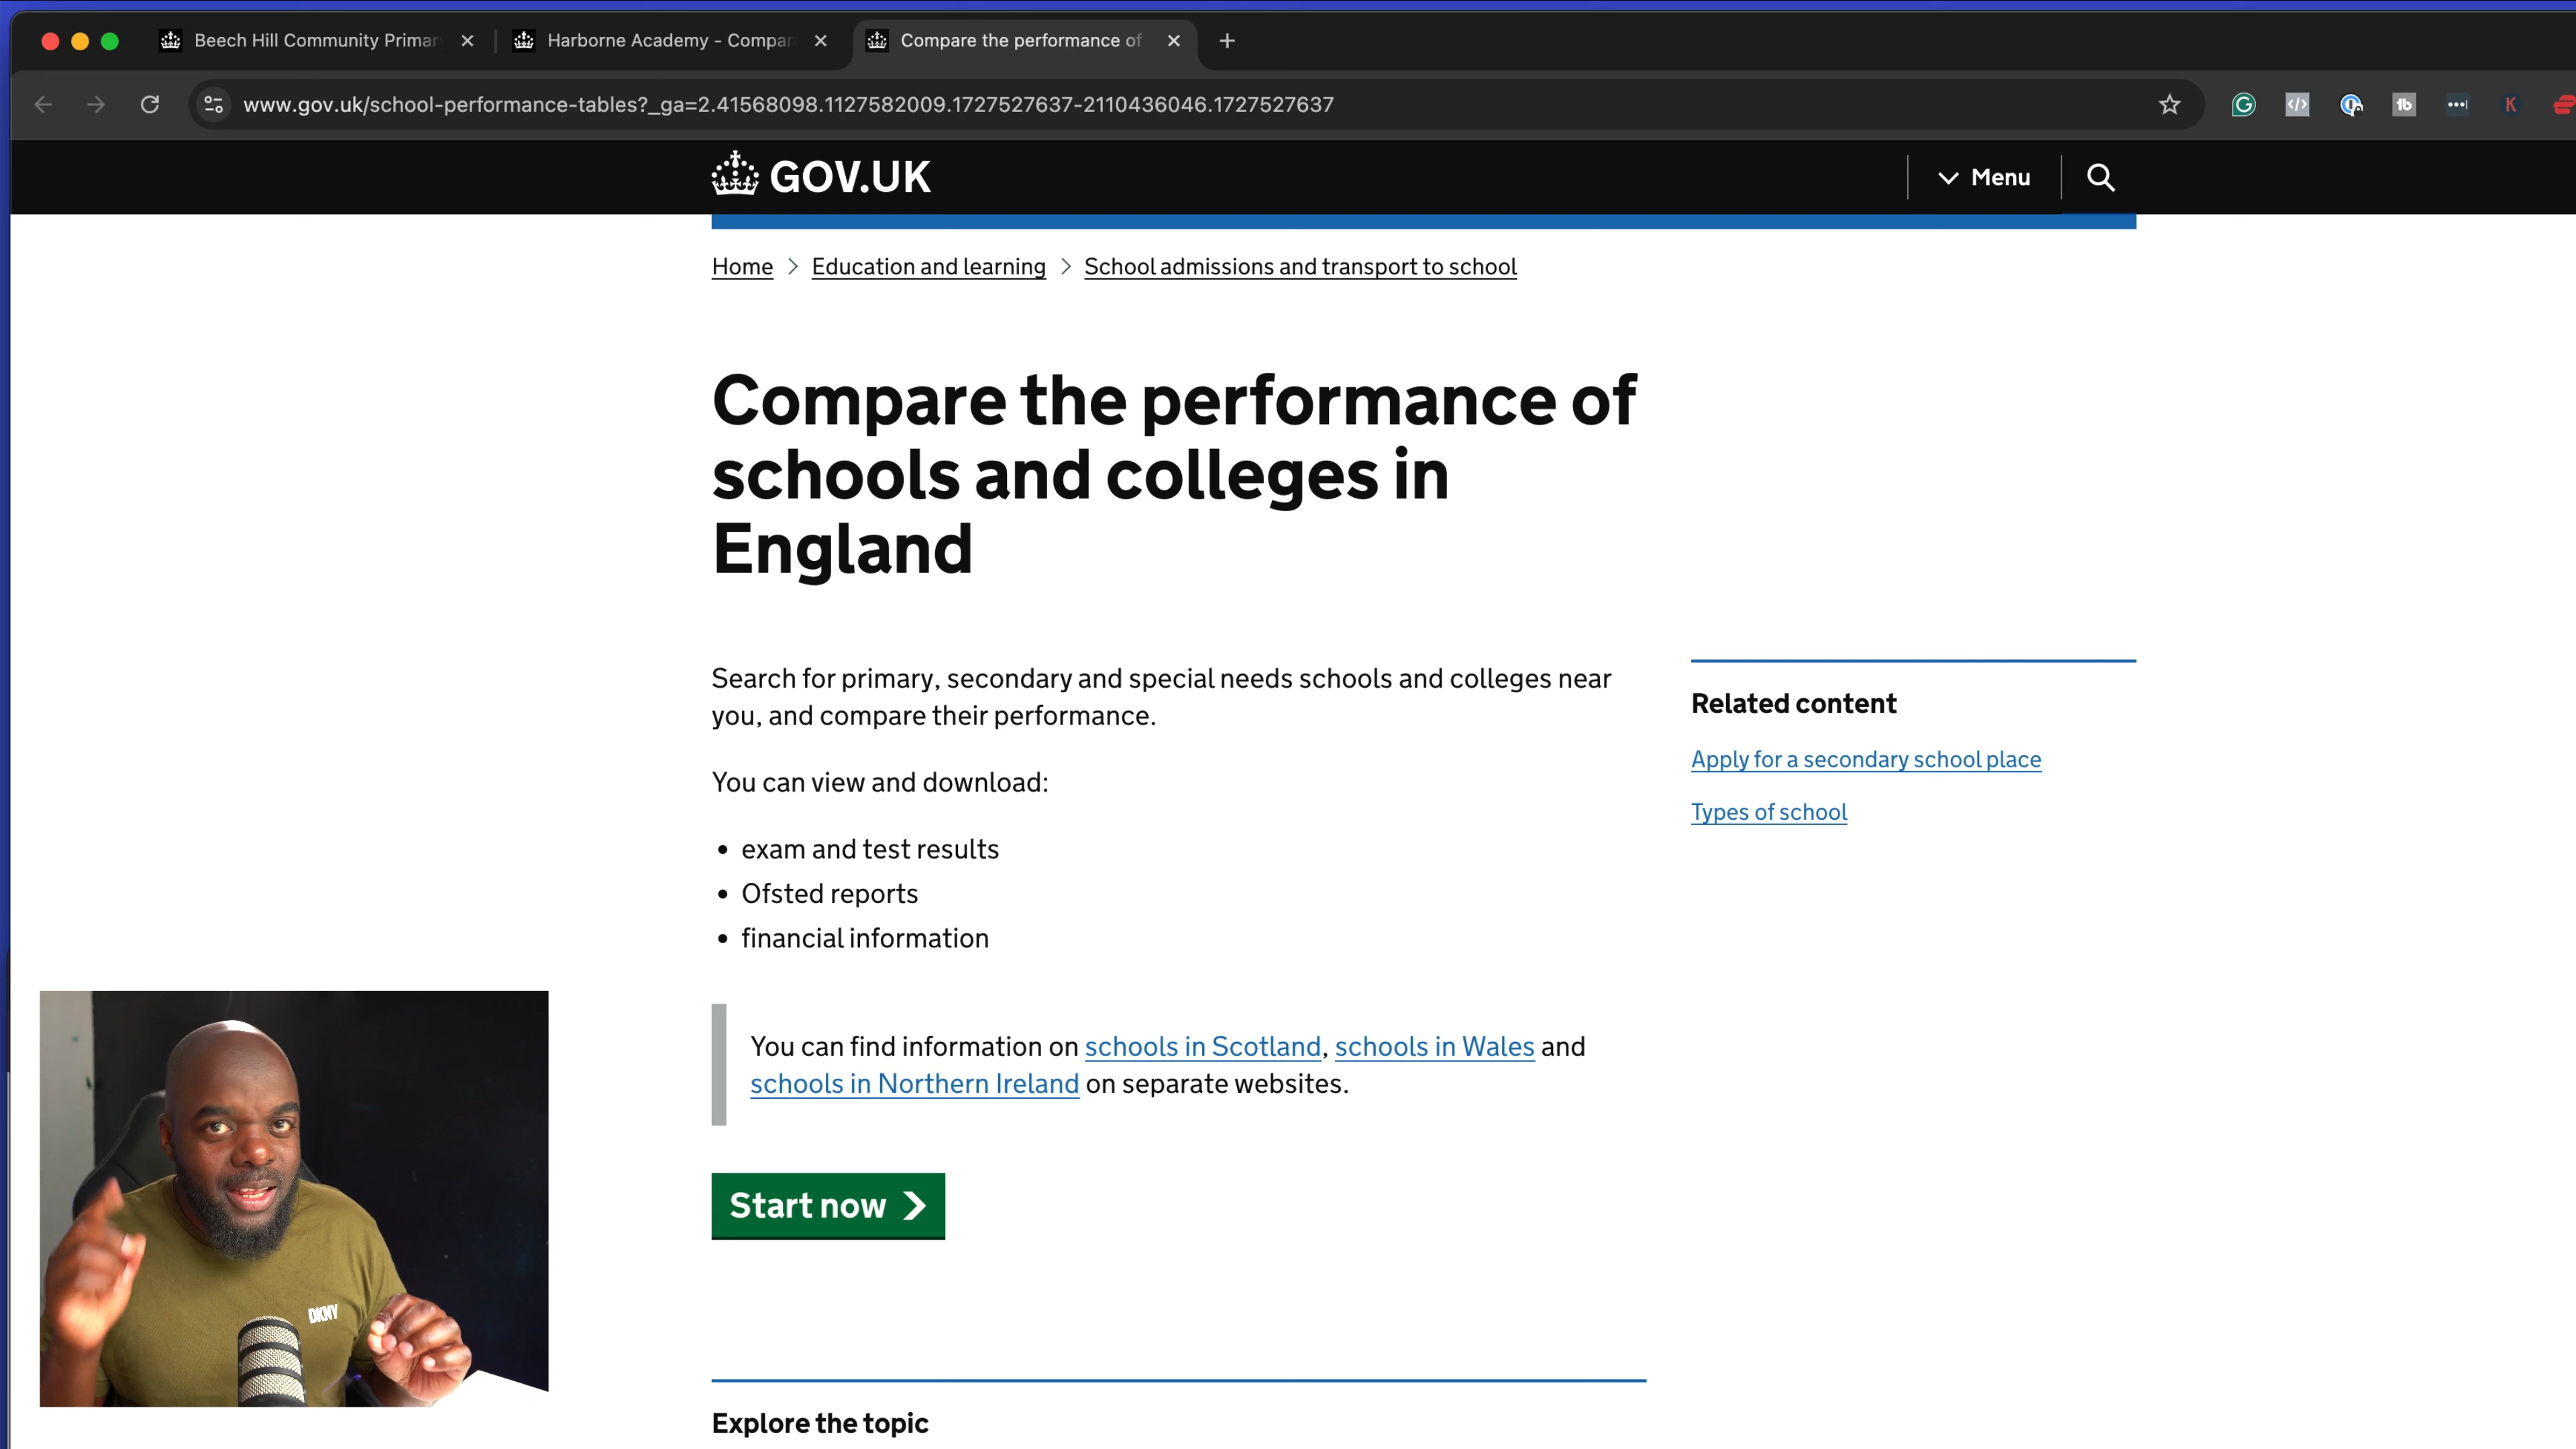 Beech Hill Community Primar
Harborne Academy - Compar
Compare the performance of
www.gov.uk/school-performance-tables?_ga=2.41568098.1127582009.1727527637-2110436046.1727527637
GOV.UK
Menu
Home > Education and learning > School admissions and transport to school
Compare the performance of
schools and colleges in
England
Search for primary, secondary and special needs schools and colleges near
you, and compare their performance.
You can view and download:
• exam and test results
• Ofsted reports
• financial information
You can find information on schools in Scotland, schools in Wales and
schools in Northern Ireland on separate websites.
Start now
Explore the topic
Related content
Apply for a secondary school place
Types of school
DKNY